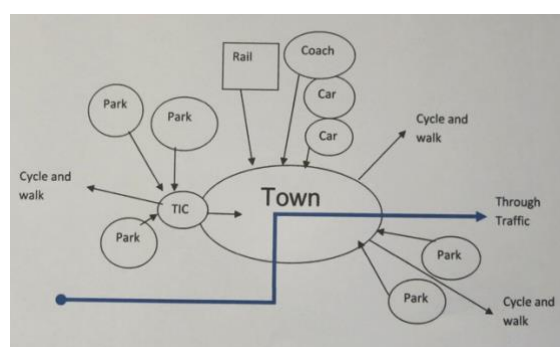 Rail
Coach
Car
Car
Park
Park
Cycle and
walk
Cycle and
walk
TIC
Town
Through
Traffic
Park
Park
Park
Cycle and
walk